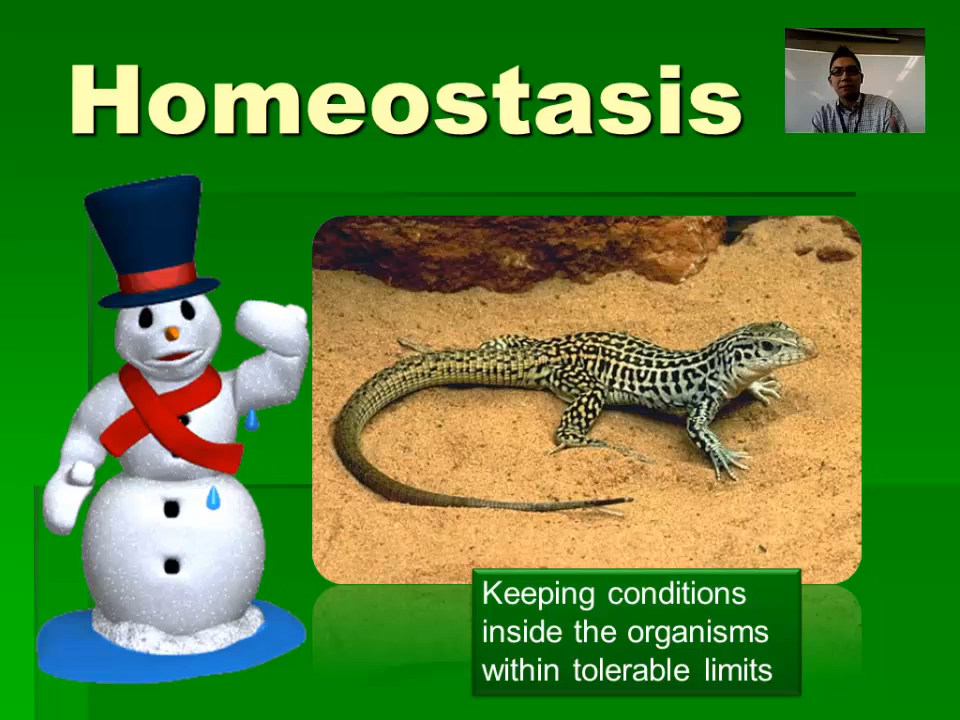 Homeostasis
Keeping conditions
inside the organisms
within tolerable limits